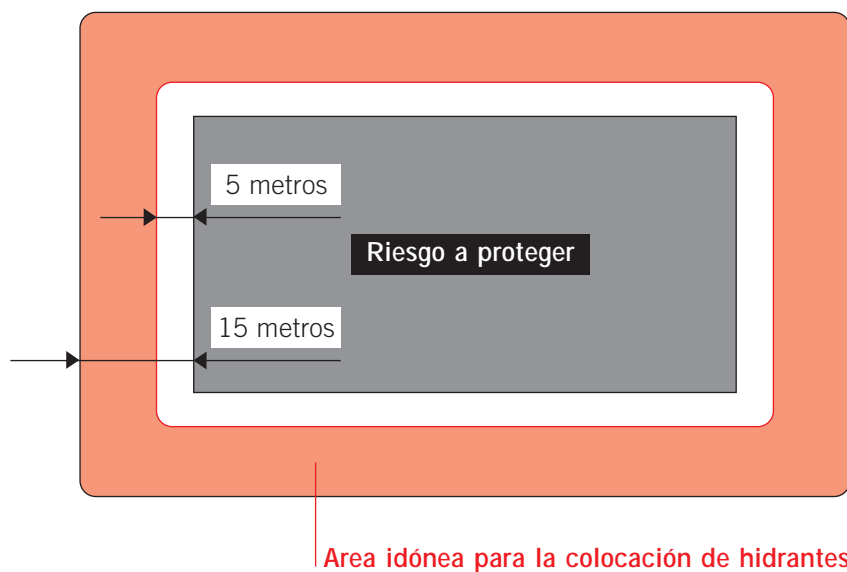 5 metros
Riesgo a proteger
15 metros
Area idónea para la colocación de hidrantes